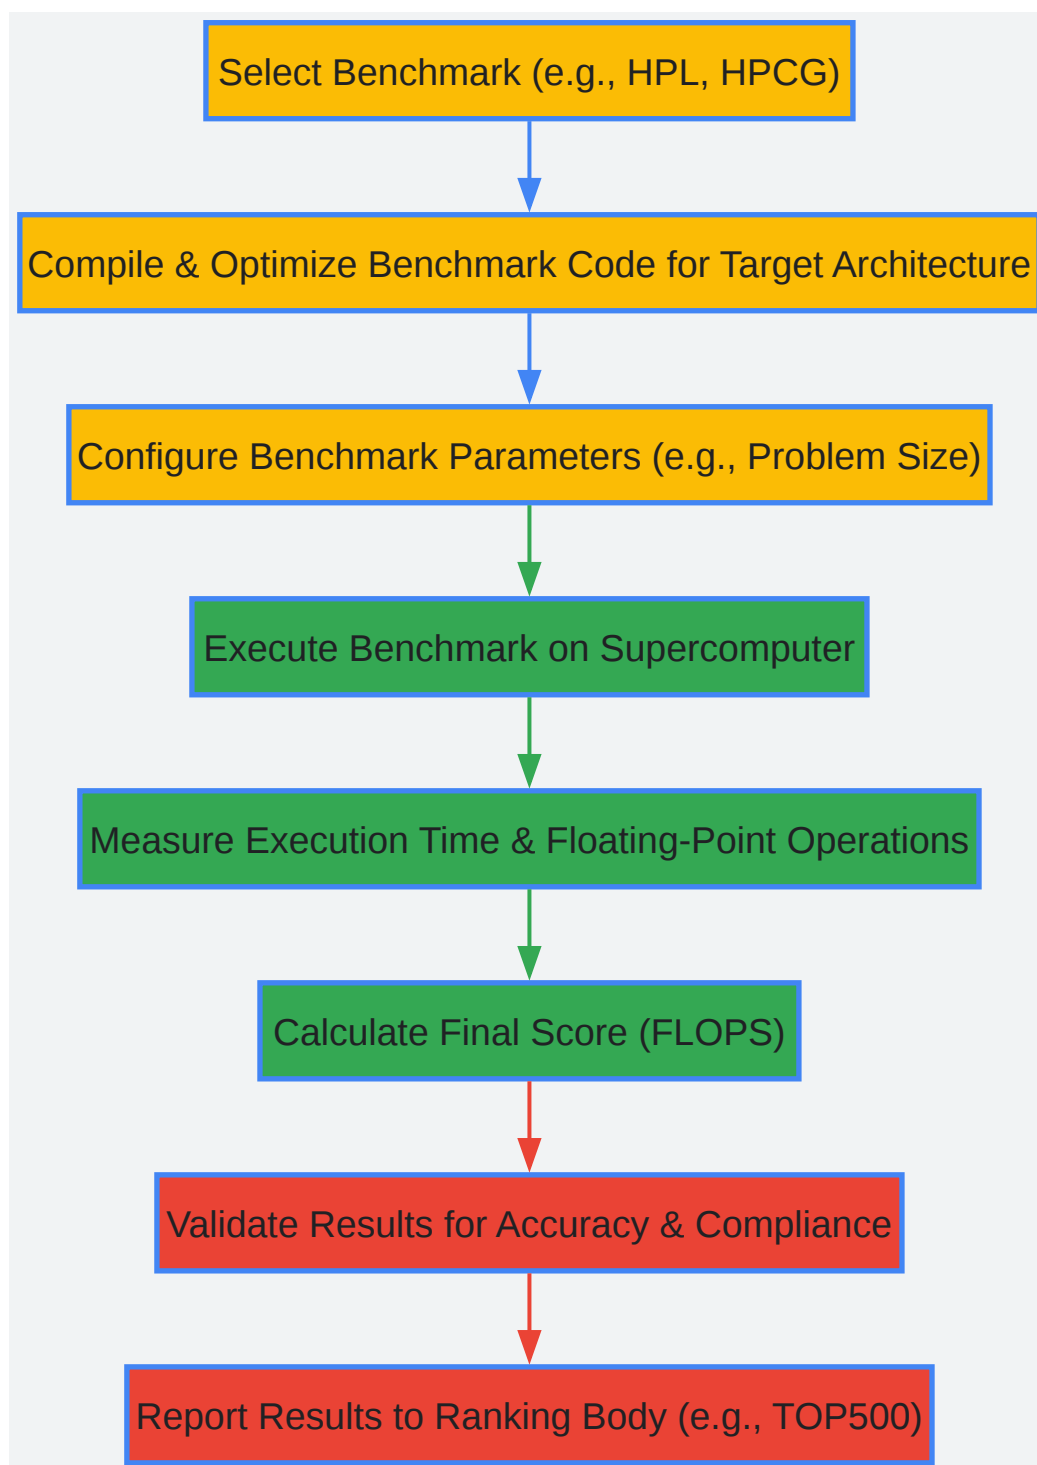 Select Benchmark (e.g., HPL, HPCG)
Compile & Optimize Benchmark Code for Target Architecture
Configure Benchmark Parameters (e.g., Problem Size)
Execute Benchmark on Supercomputer
Measure Execution Time & Floating-Point Operations
Calculate Final Score (FLOPS)
Validate Results for Accuracy & Compliance
Report Results to Ranking Body (e.g., TOP500)